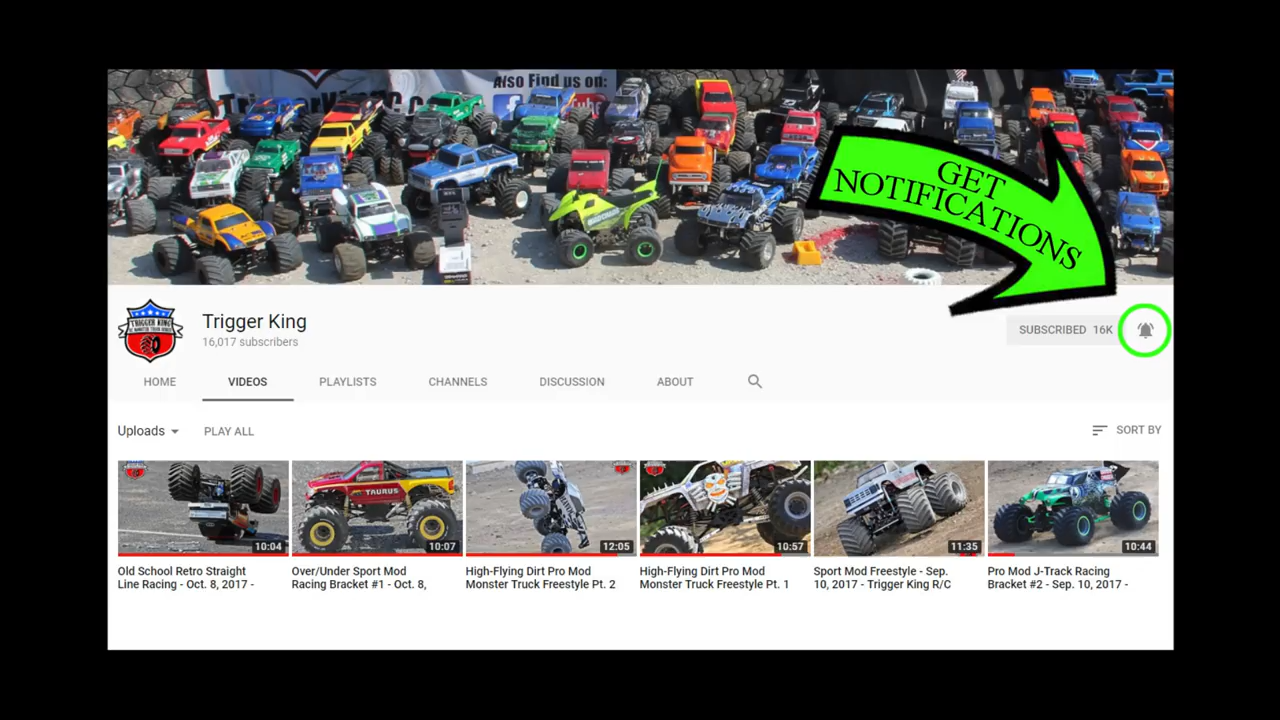 Also Find us on:
GET
NOTIFICATIONS
TRIGGER KING
Trigger King
16,017 subscribers
SUBSCRIBED 16K
HOME
VIDEOS
PLAYLISTS
CHANNELS
DISCUSSION
ABOUT
Uploads
PLAY ALL
SORT BY
TAURUS
10:04
10:07
12:05
10:57
11:35
10:44
Old School Retro Straight
Line Racing - Oct. 8, 2017 -
Over/Under Sport Mod
Racing Bracket #1 - Oct. 8,
High-Flying Dirt Pro Mod
Monster Truck Freestyle Pt. 2
High-Flying Dirt Pro Mod
Monster Truck Freestyle Pt. 1
Sport Mod Freestyle - Sep.
10, 2017 - Trigger King R/C
Pro Mod J-Track Racing
Bracket #2 - Sep. 10, 2017 -